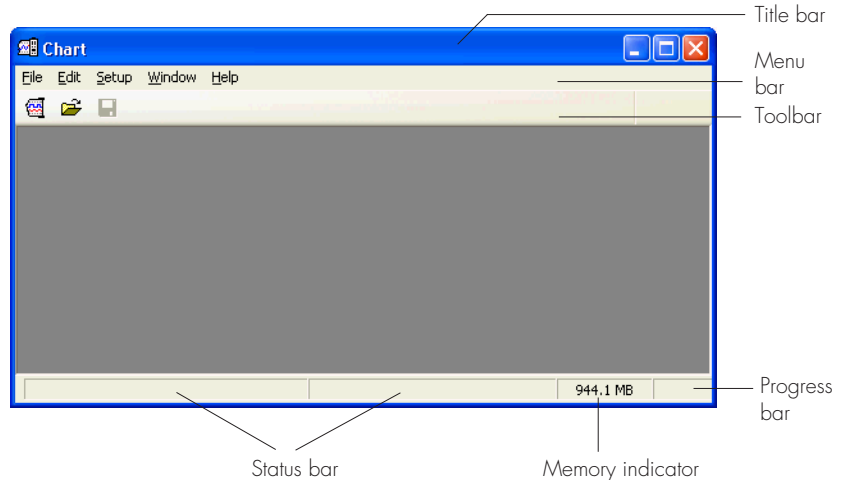 Title bar
Chart
Menu
bar
File Edit Setup Window Help
Toolbar
944.1 MB
Progress
bar
Status bar
Memory indicator